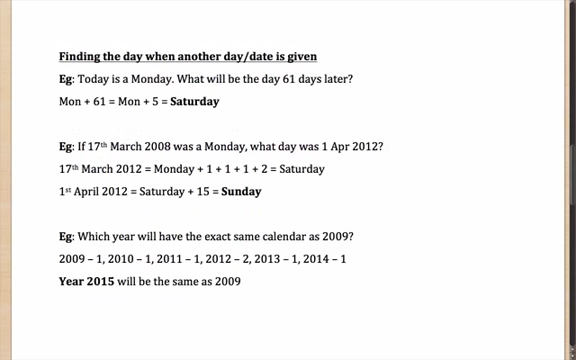 Finding the day when another day/date is given
Eg: Today is a Monday. What will be the day 61 days later?
Mon + 61 = Mon + 5 = Saturday
Eg: If 17th March 2008 was a Monday, what day was 1 Apr 2012?
17th March 2012 = Monday + 1 + 1 + 1 + 2 = Saturday
1st April 2012 = Saturday + 15 = Sunday
Eg: Which year will have the exact same calendar as 2009?
2009 – 1, 2010 – 1, 2011 – 1, 2012 – 2, 2013 – 1, 2014 – 1
Year 2015 will be the same as 2009